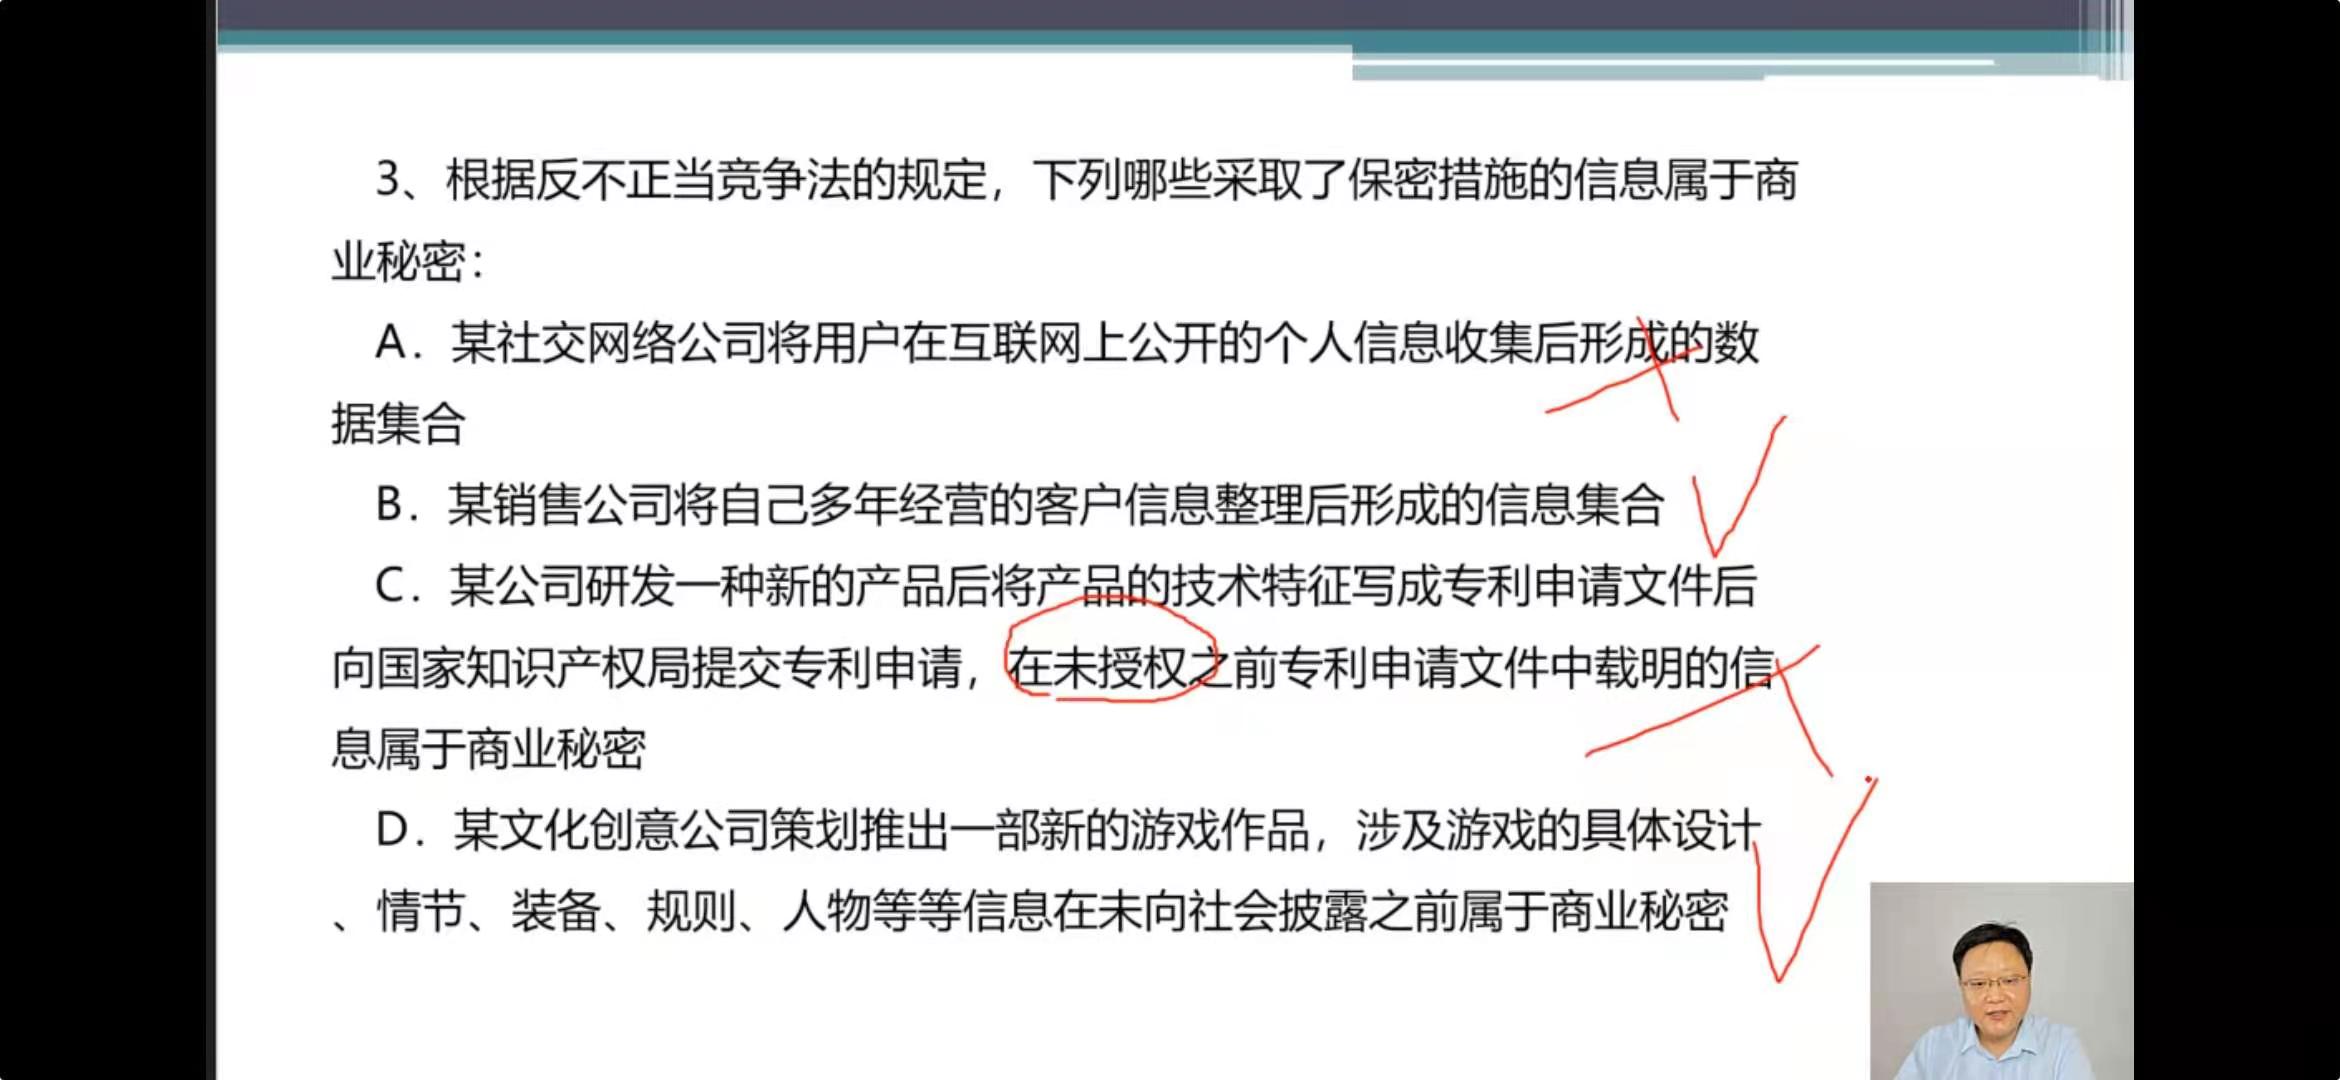 3、根据反不正当竞争法的规定，下列哪些采取了保密措施的信息属于商
业秘密：
A．某社交网络公司将用户在互联网上公开的个人信息收集后形成的数
据集合
B．某销售公司将自己多年经营的客户信息整理后形成的信息集合
C．某公司研发一种新的产品后将产品的技术特征写成专利申请文件后
向国家知识产权局提交专利申请，在未授权之前专利申请文件中载明的信
息属于商业秘密
D．某文化创意公司策划推出一部新的游戏作品，涉及游戏的具体设计
、情节、装备、规则、人物等等信息在未向社会披露之前属于商业秘密